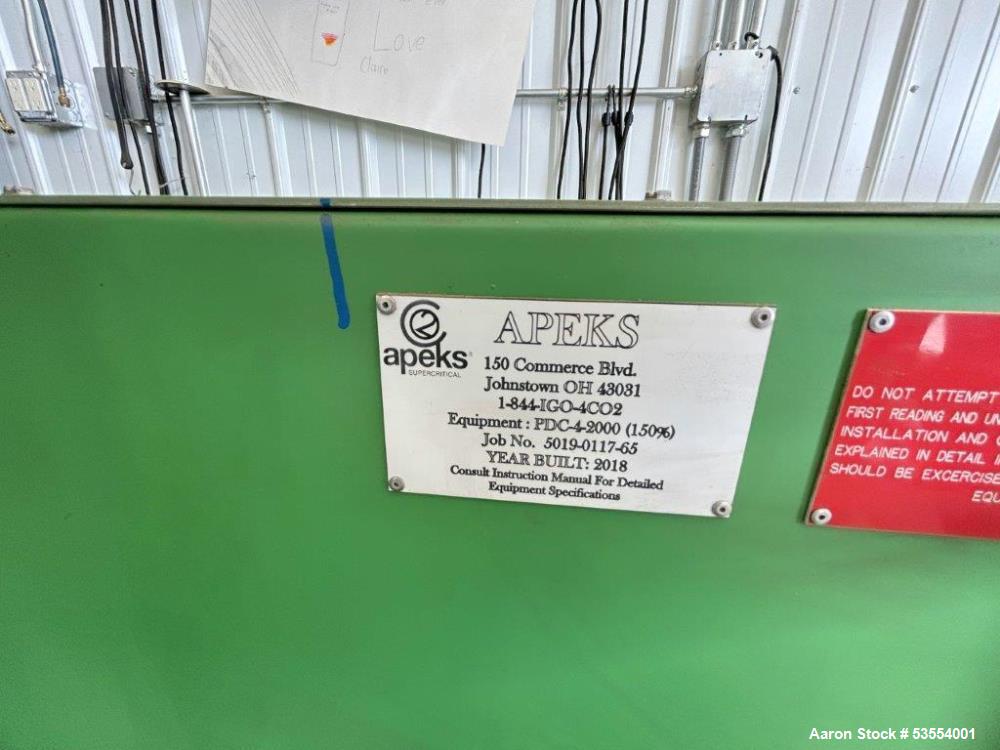 Love
Claire
apeks
SUPERCRITICAL
APEKS
150 Commerce Blvd.
Johnstown OH 43031
1-844-IGO-4CO2
Equipment : PDC-4-2000 (150%)
Job No. 5019-0117-65
YEAR BUILT: 2018
Consult Instruction Manual For Detailed
Equipment Specifications
DO NOT ATTEMPT
FIRST READING AND UN
INSTALLATION AND
EXPLAINED IN DETAIL I
SHOULD BE EXCERCISE
EQU
Aaron Stock # 53554001